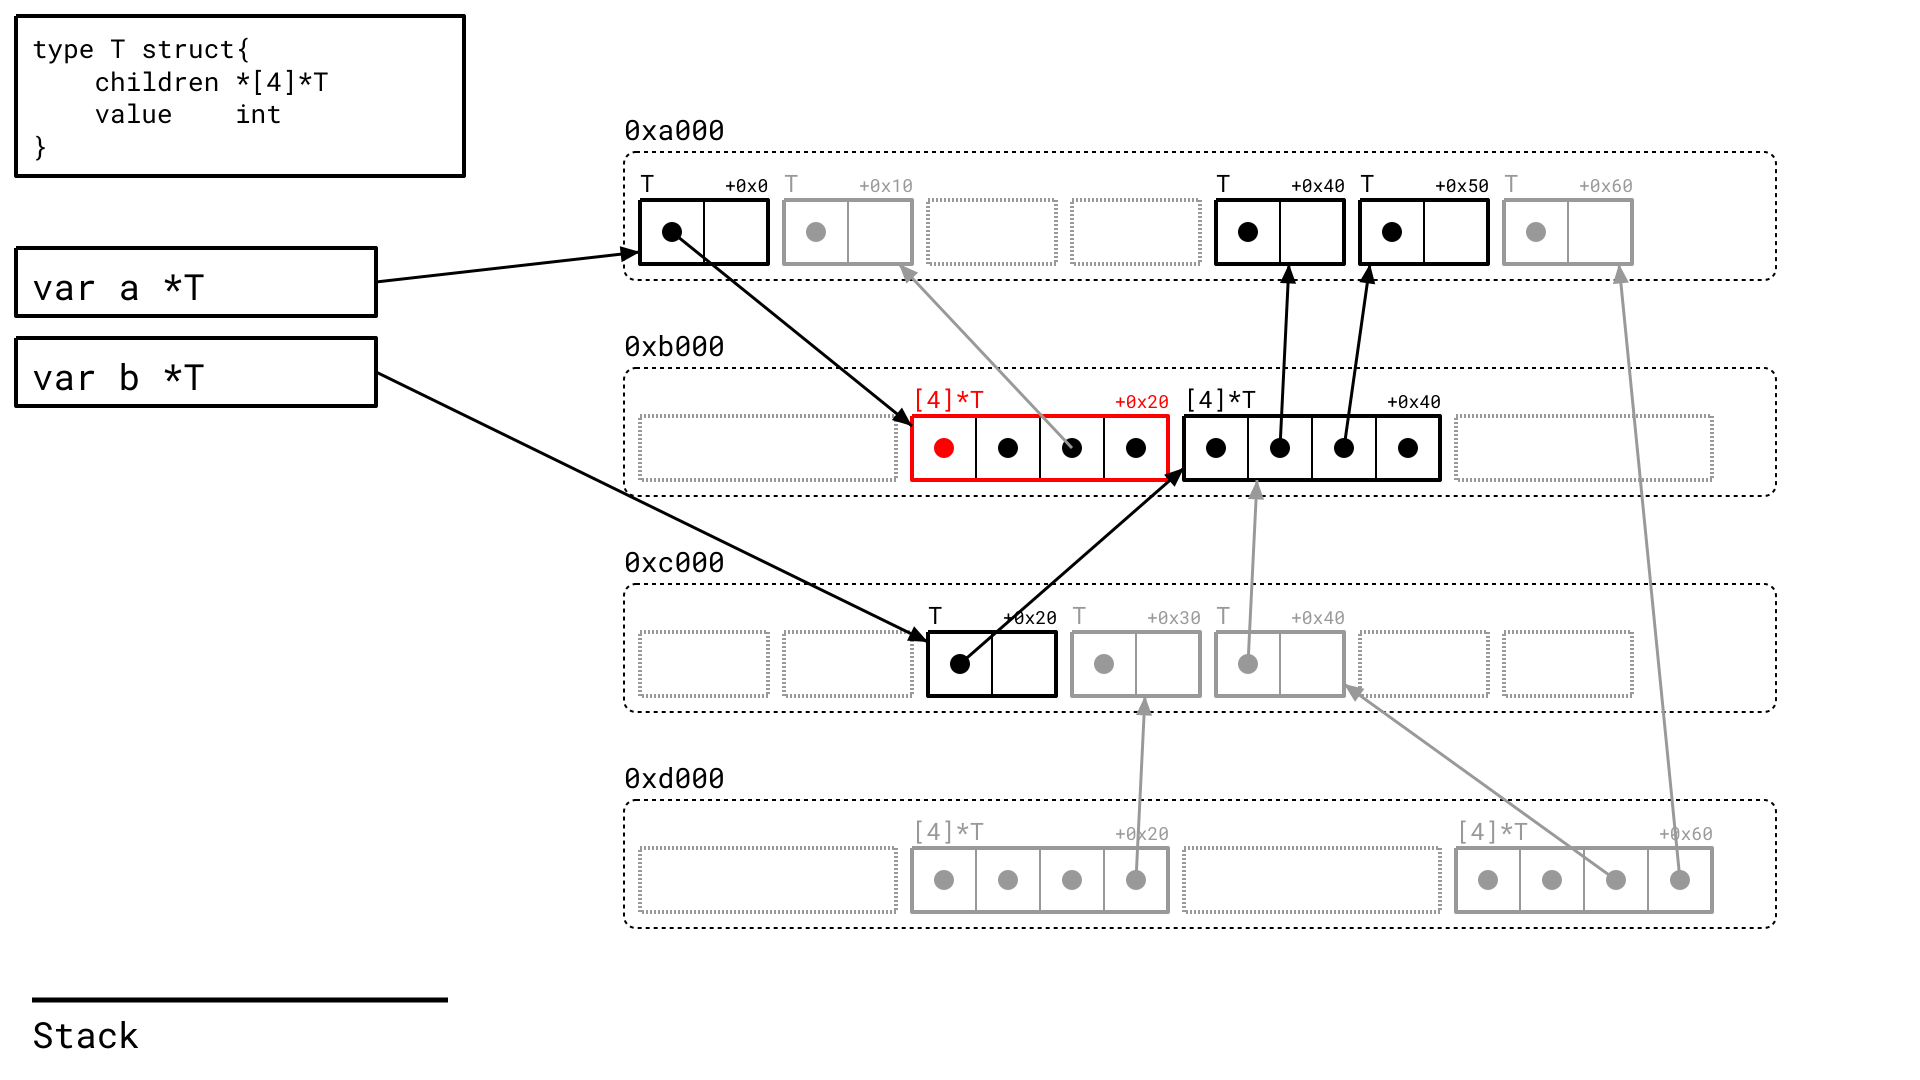 type T struct{
    children *[4]*T
    value    int
}
0xa000
T +0x0 T +0x10 T +0x40 T +0x50 T +0x60
var a *T
0xb000
var b *T
[4]*T +0x20 [4]*T +0x40
0xc000
T +0x20 T +0x30 T +0x40
0xd000
[4]*T +0x20 [4]*T +0x60
Stack